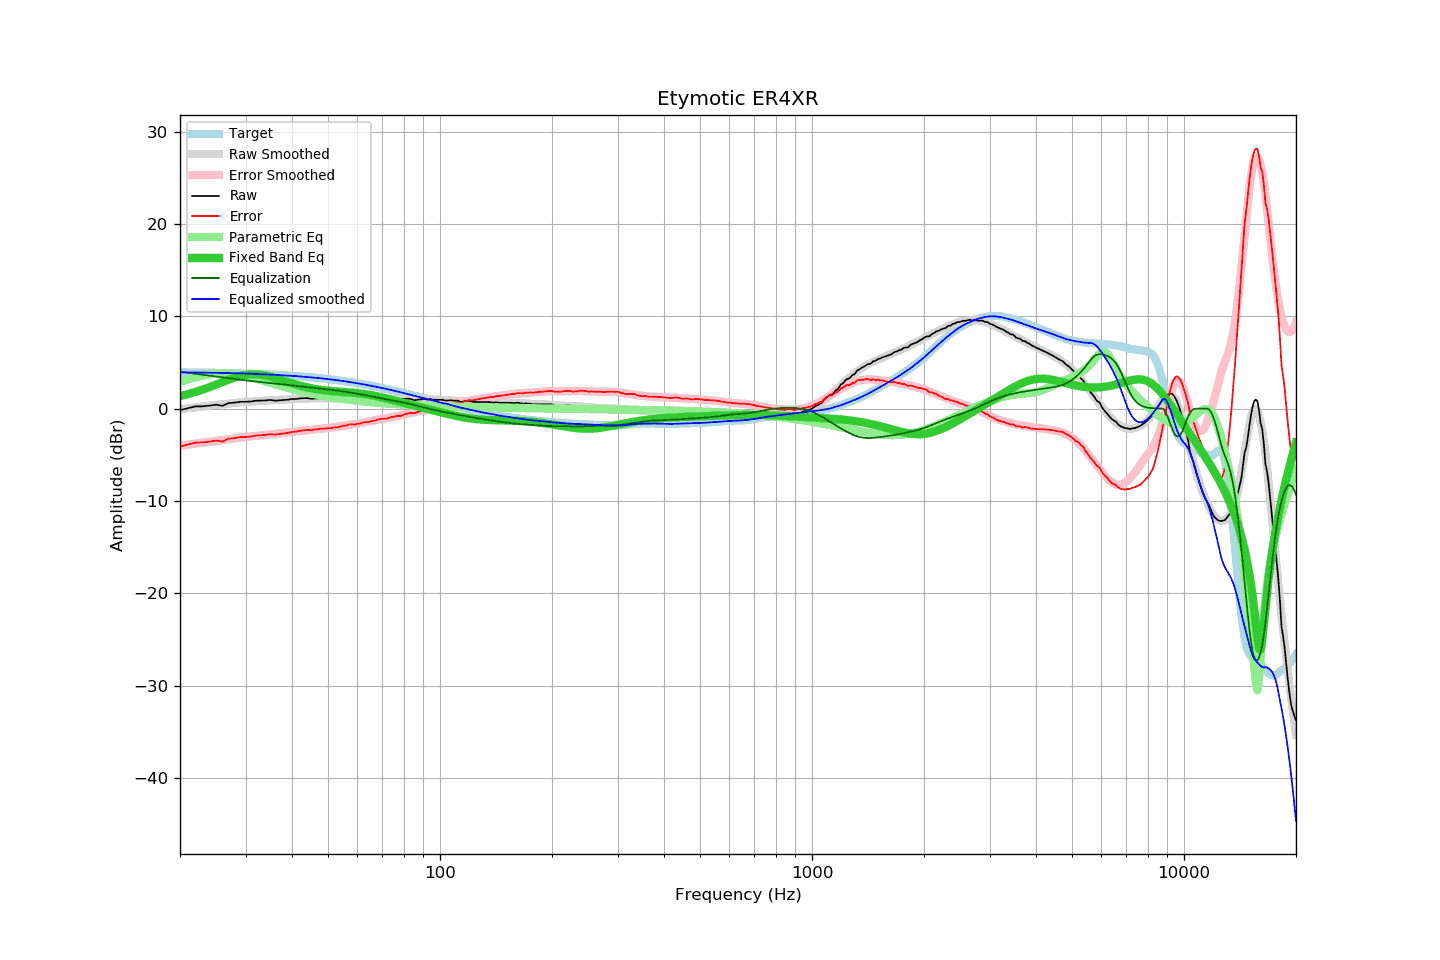 Etymotic ER4XR
Target
Raw Smoothed
Error Smoothed
Raw
Error
Parametric Eq
Fixed Band Eq
Equalization
Equalized smoothed
30
20
10
0
−10
−20
−30
−40
Amplitude (dBr)
100
1000
10000
Frequency (Hz)